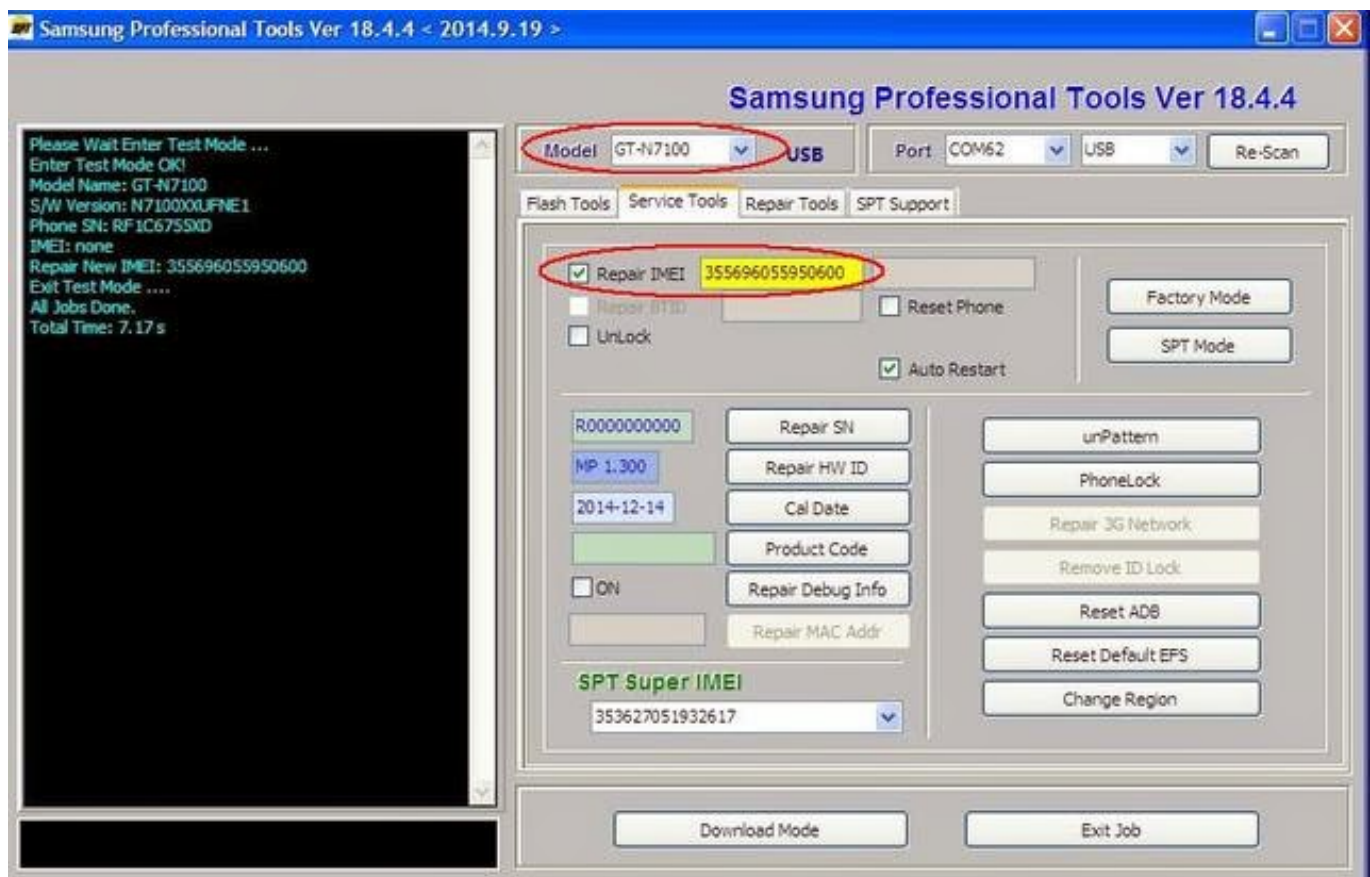 Samsung Professional Tools Ver 18.4.4 < 2014.9.19 >
Samsung Professional Tools Ver 18.4.4
Please Wait Enter Test Mode ...
Enter Test Mode OK!
Model Name: GT-N7100
S/W Version: N7100XXUFNE1
Phone SN: RF1C6755XD
IMEI: none
Repair New IMEI: 355696055950600
Exit Test Mode ....
All Jobs Done.
Total Time: 7.17 s
Model GT-N7100 USB Port COM62 USB Re-Scan
Flash Tools Service Tools Repair Tools SPT Support
Repair IMEI 355696055950600
Repair BTID Reset Phone
UnLock
Auto Restart
Factory Mode
SPT Mode
R0000000000 Repair SN
MP 1.300 Repair HW ID
2014-12-14 Cal Date
Product Code
ON Repair Debug Info
Repair MAC Addr
SPT Super IMEI
353627051932617
unPattern
PhoneLock
Repair 3G Network
Remove ID Lock
Reset ADB
Reset Default EFS
Change Region
Download Mode Exit Job